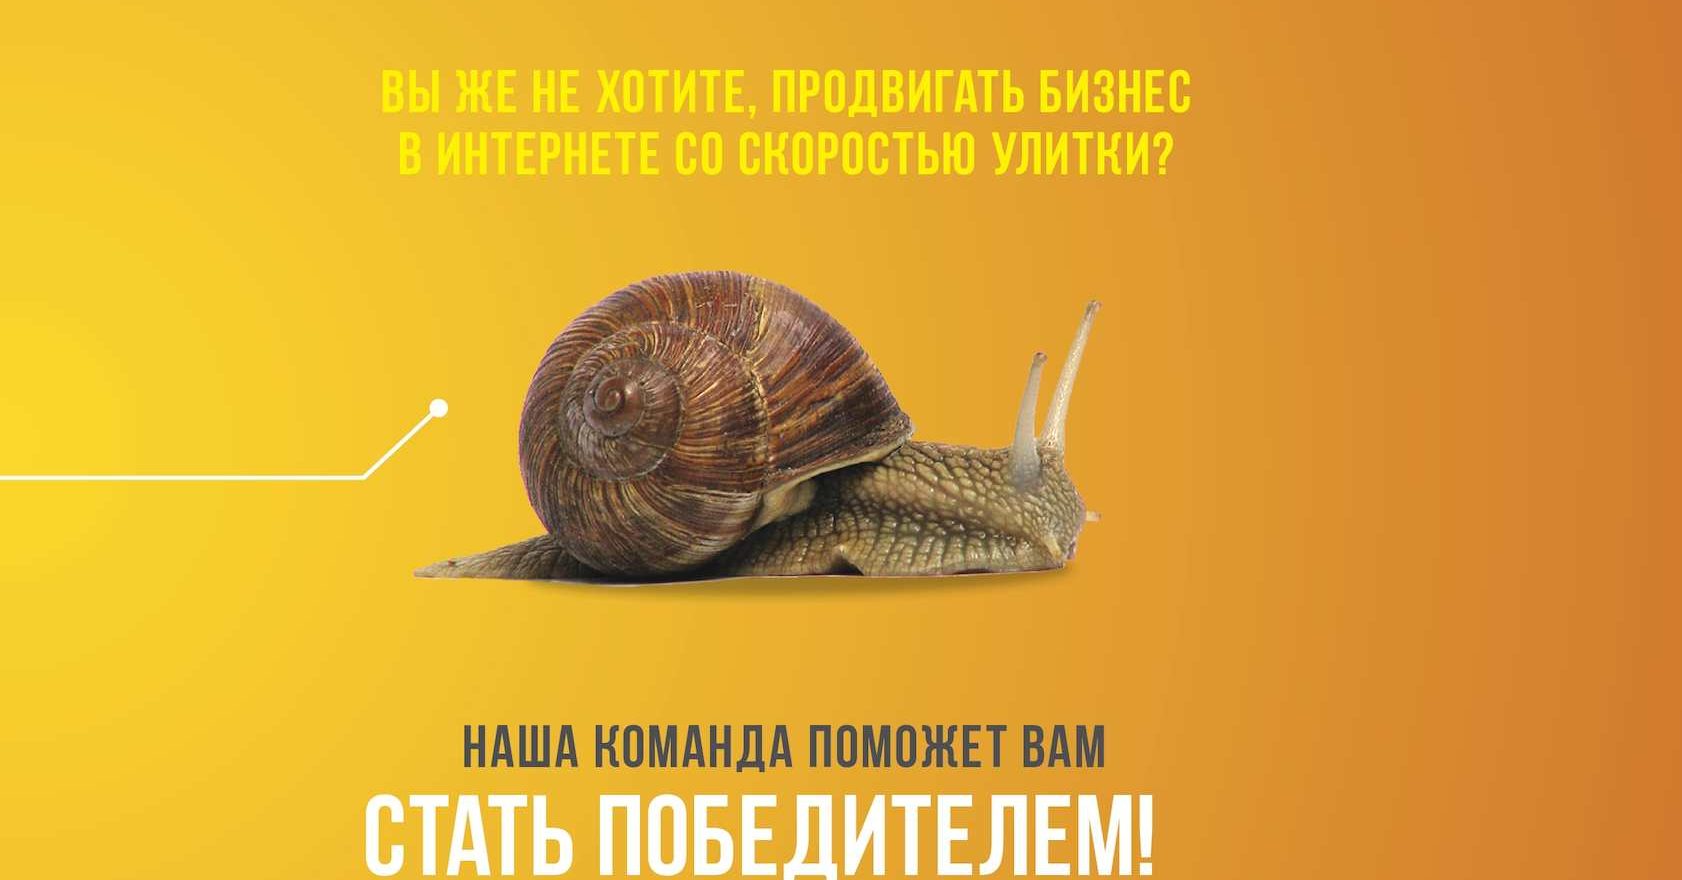 ВЫ ЖЕ НЕ ХОТИТЕ, ПРОДВИГАТЬ БИЗНЕС
В ИНТЕРНЕТЕ СО СКОРОСТЬЮ УЛИТКИ?
НАША КОМАНДА ПОМОЖЕТ ВАМ
СТАТЬ ПОБЕДИТЕЛЕМ!